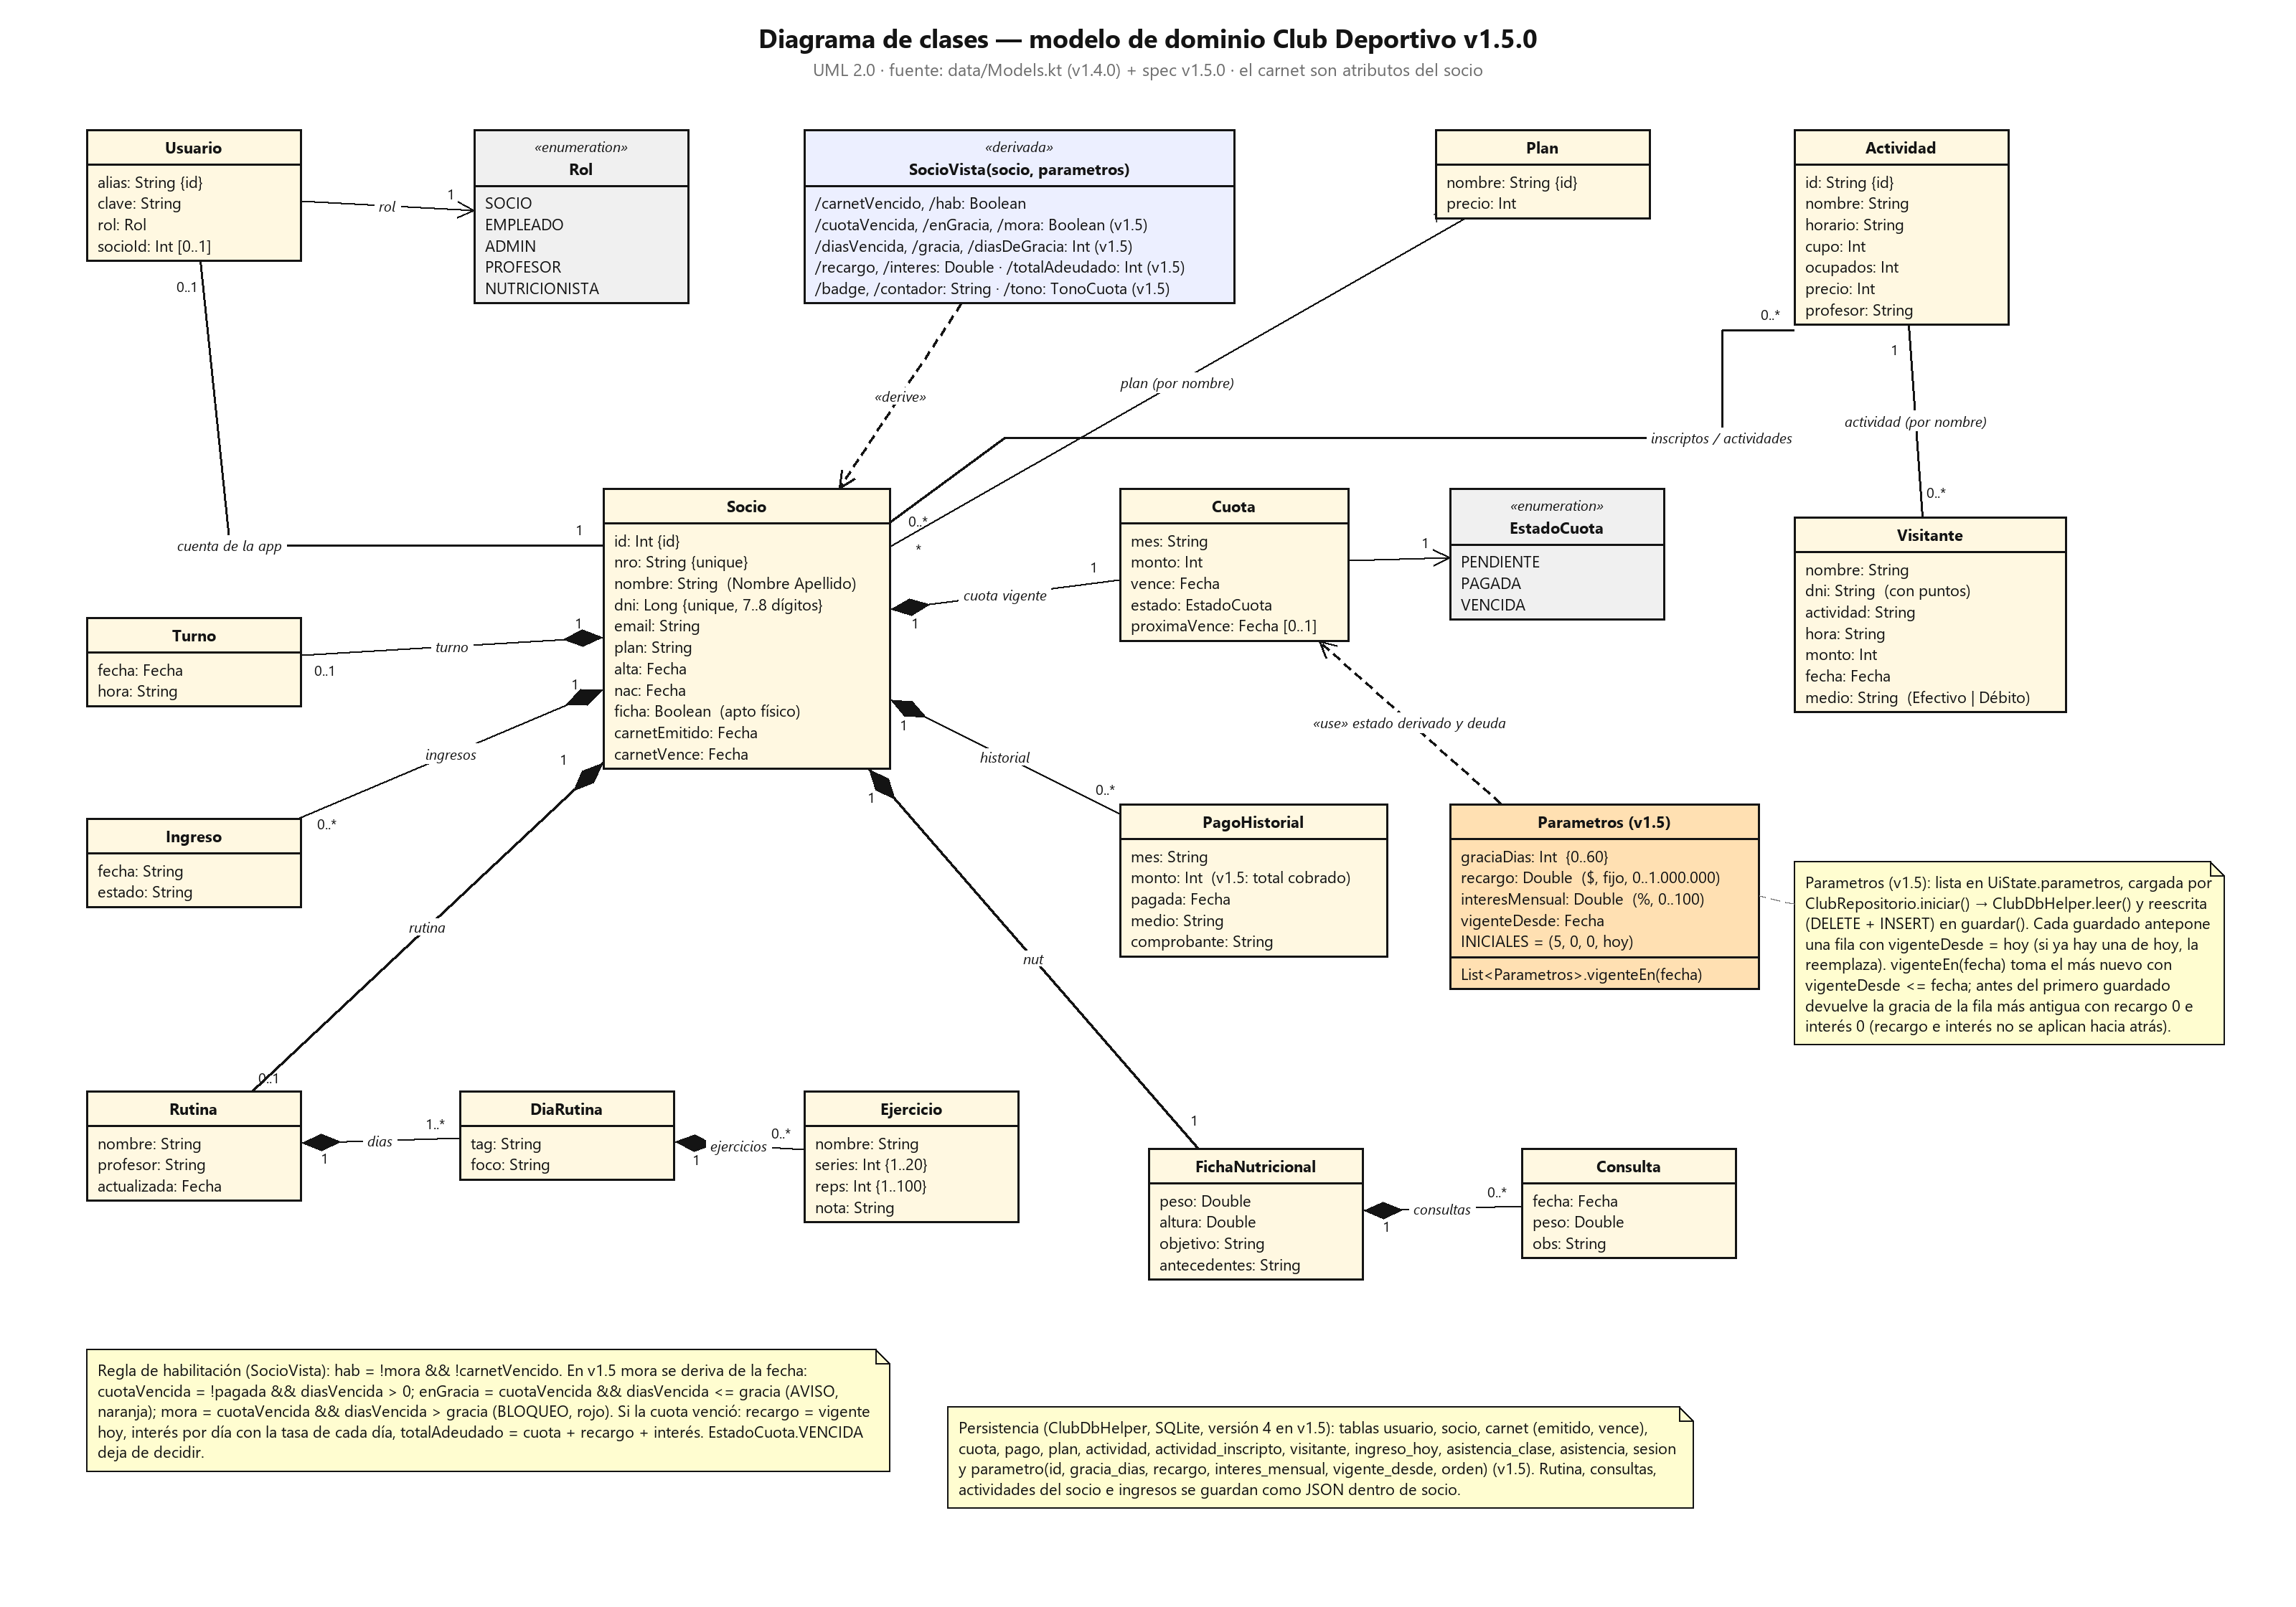 Diagrama de clases — modelo de dominio Club Deportivo v1.5.0
UML 2.0 · fuente: data/Models.kt (v1.4.0) + spec v1.5.0 · el carnet son atributos del socio
Usuario
alias: String {id}
clave: String
rol: Rol
socioId: Int [0..1]
rol
1
«enumeration»
Rol
SOCIO
EMPLEADO
ADMIN
PROFESOR
NUTRICIONISTA
«derivada»
SocioVista(socio, parametros)
/carnetVencido, /hab: Boolean
/cuotaVencida, /enGracia, /mora: Boolean (v1.5)
/diasVencida, /gracia, /diasDeGracia: Int (v1.5)
/recargo, /interes: Double · /totalAdeudado: Int (v1.5)
/badge, /contador: String · /tono: TonoCuota (v1.5)
Plan
nombre: String {id}
precio: Int
Actividad
id: String {id}
nombre: String
horario: String
cupo: Int
ocupados: Int
precio: Int
profesor: String
0..1
0..*
1
«derive»
plan (por nombre)
inscriptos / actividades
actividad (por nombre)
0..*
cuenta de la app
1
0..*
*
Socio
id: Int {id}
nro: String {unique}
nombre: String  (Nombre Apellido)
dni: Long {unique, 7..8 dígitos}
email: String
plan: String
alta: Fecha
nac: Fecha
ficha: Boolean  (apto físico)
carnetEmitido: Fecha
carnetVence: Fecha
1
cuota vigente
1
Cuota
mes: String
monto: Int
vence: Fecha
estado: EstadoCuota
proximaVence: Fecha [0..1]
1
«enumeration»
EstadoCuota
PENDIENTE
PAGADA
VENCIDA
Visitante
nombre: String
dni: String  (con puntos)
actividad: String
hora: String
monto: Int
fecha: Fecha
medio: String  (Efectivo | Débito)
Turno
fecha: Fecha
hora: String
0..1
turno
1
1
ingresos
0..*
Ingreso
fecha: String
estado: String
1
rutina
0..1
1
historial
0..*
«use» estado derivado y deuda
PagoHistorial
mes: String
monto: Int  (v1.5: total cobrado)
pagada: Fecha
medio: String
comprobante: String
Parametros (v1.5)
graciaDias: Int  {0..60}
recargo: Double  ($, fijo, 0..1.000.000)
interesMensual: Double  (%, 0..100)
vigenteDesde: Fecha
INICIALES = (5, 0, 0, hoy)
List<Parametros>.vigenteEn(fecha)
Parametros (v1.5): lista en UiState.parametros, cargada por
ClubRepositorio.iniciar() → ClubDbHelper.leer() y reescrita
(DELETE + INSERT) en guardar(). Cada guardado antepone
una fila con vigenteDesde = hoy (si ya hay una de hoy, la
reemplaza). vigenteEn(fecha) toma el más nuevo con
vigenteDesde <= fecha; antes del primero guardado
devuelve la gracia de la fila más antigua con recargo 0 e
interés 0 (recargo e interés no se aplican hacia atrás).
1
nut
1
Rutina
nombre: String
profesor: String
actualizada: Fecha
1
dias
1..*
DiaRutina
tag: String
foco: String
1
ejercicios
0..*
Ejercicio
nombre: String
series: Int {1..20}
reps: Int {1..100}
nota: String
FichaNutricional
peso: Double
altura: Double
objetivo: String
antecedentes: String
1
consultas
0..*
Consulta
fecha: Fecha
peso: Double
obs: String
Regla de habilitación (SocioVista): hab = !mora && !carnetVencido. En v1.5 mora se deriva de la fecha:
cuotaVencida = !pagada && diasVencida > 0; enGracia = cuotaVencida && diasVencida <= gracia (AVISO,
naranja); mora = cuotaVencida && diasVencida > gracia (BLOQUEO, rojo). Si la cuota venció: recargo = vigente
hoy, interés por día con la tasa de cada día, totalAdeudado = cuota + recargo + interés. EstadoCuota.VENCIDA
deja de decidir.
Persistencia (ClubDbHelper, SQLite, versión 4 en v1.5): tablas usuario, socio, carnet (emitido, vence),
cuota, pago, plan, actividad, actividad_inscripto, visitante, ingreso_hoy, asistencia_clase, asistencia, sesion
y parametro(id, gracia_dias, recargo, interes_mensual, vigente_desde, orden) (v1.5). Rutina, consultas,
actividades del socio e ingresos se guardan como JSON dentro de socio.